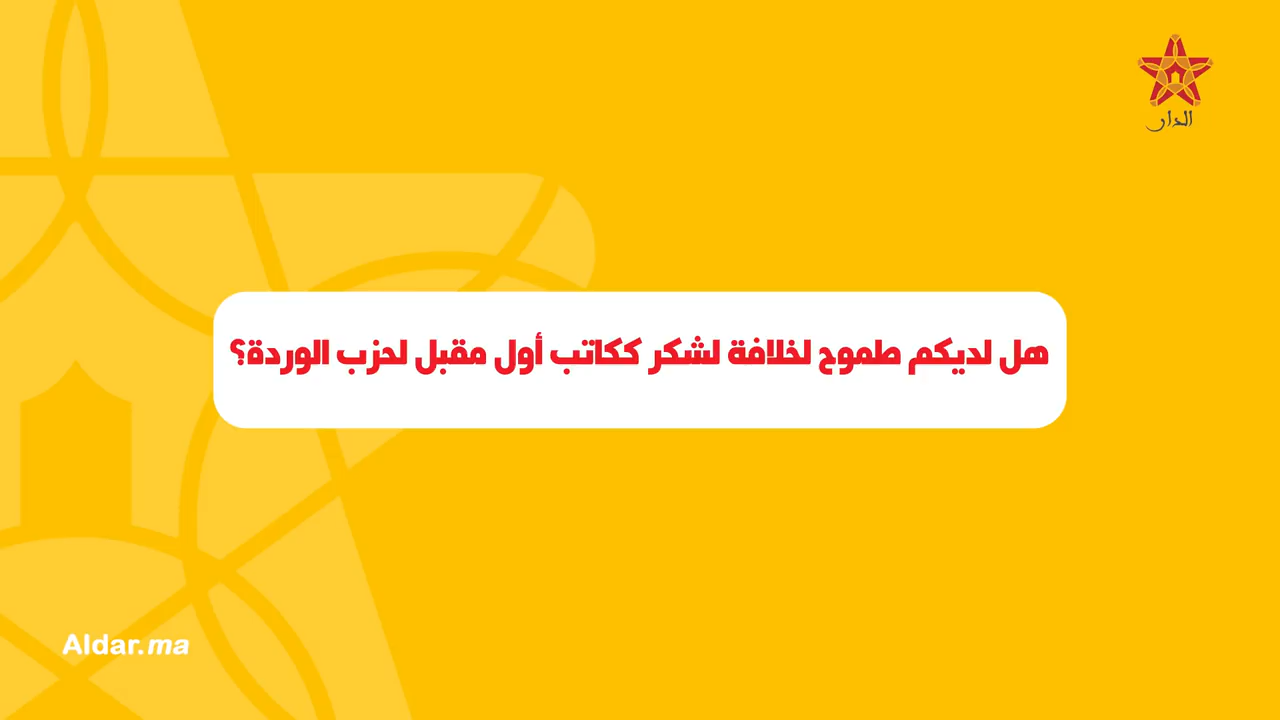 الدار
هل لديكم طموح لخلافة لشكر ككاتب أول مقبل لحزب الوردة؟
Aldar.ma